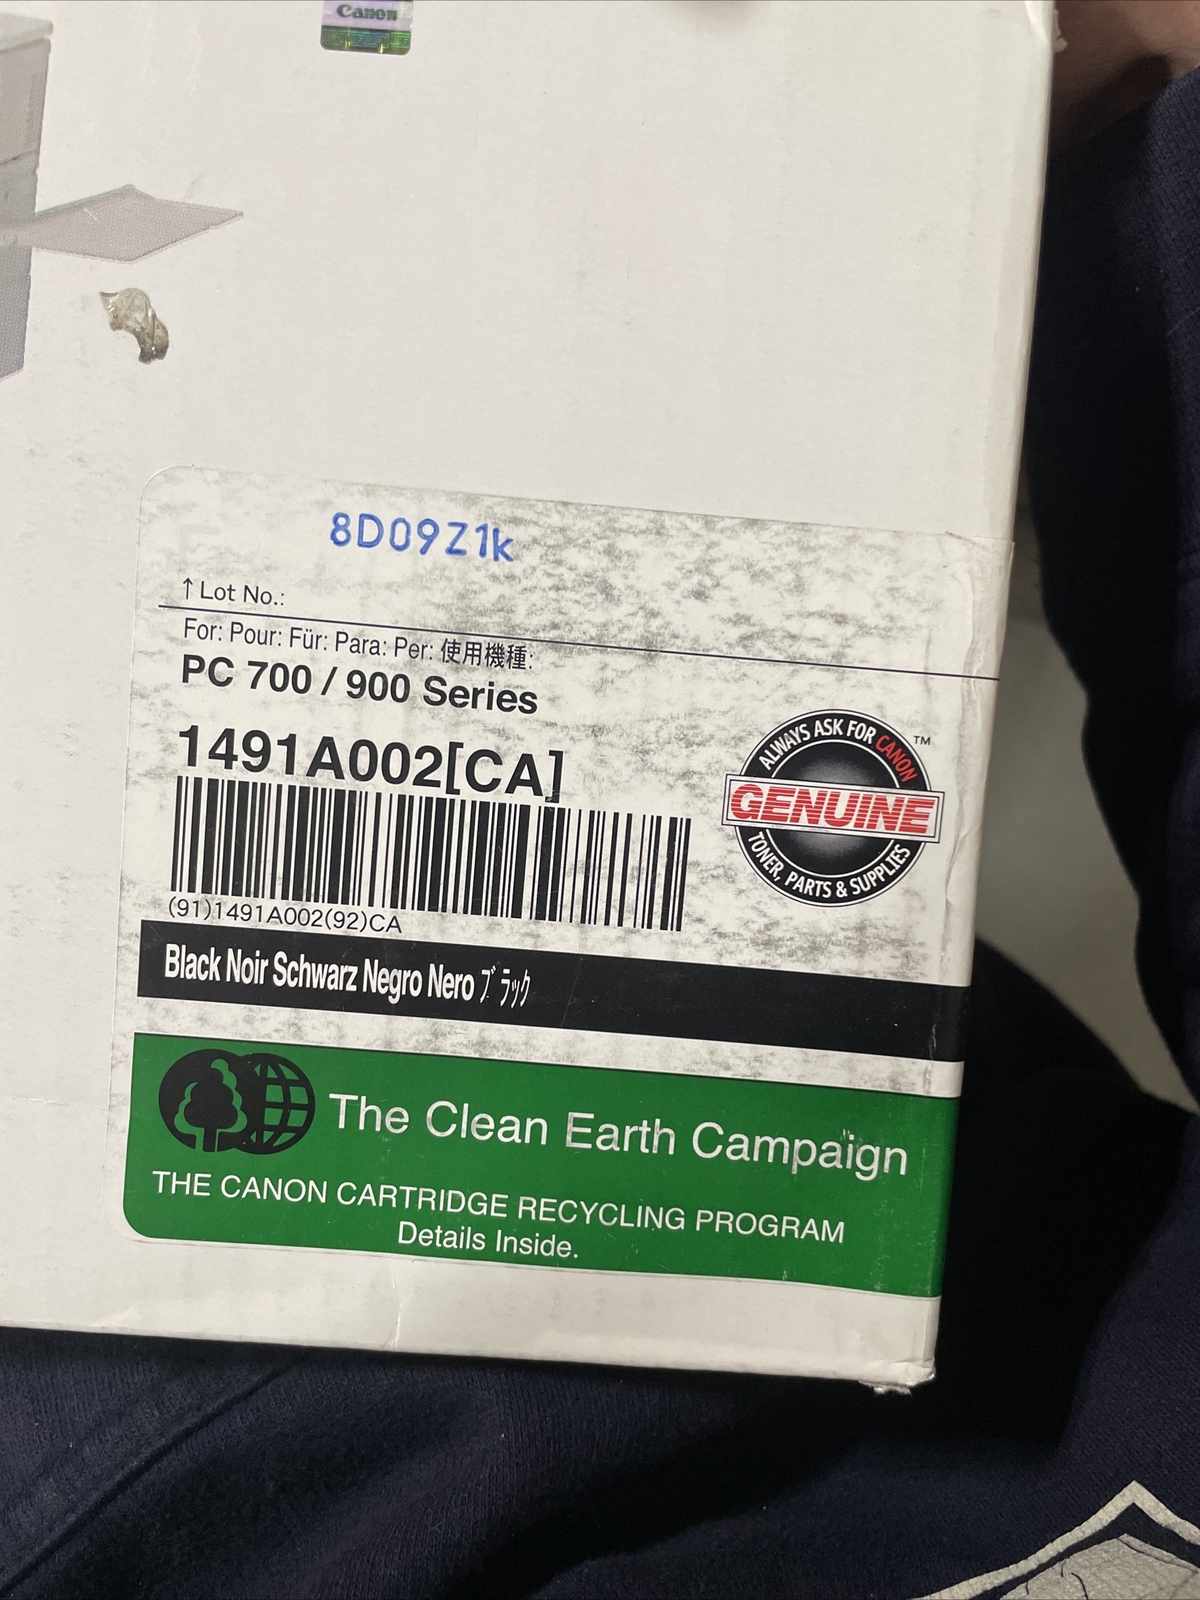 Canon
8D09Z1k
↑ Lot No.:
For: Pour: Für: Para: Per: 使用機種:
PC 700 / 900 Series
1491A002[CA]
(91)1491A002(92)CA
ALWAYS ASK FOR CANON
™
GENUINE
TONER, PARTS & SUPPLIES
Black Noir Schwarz Negro Nero ブラック
The Clean Earth Campaign
THE CANON CARTRIDGE RECYCLING PROGRAM
Details Inside.